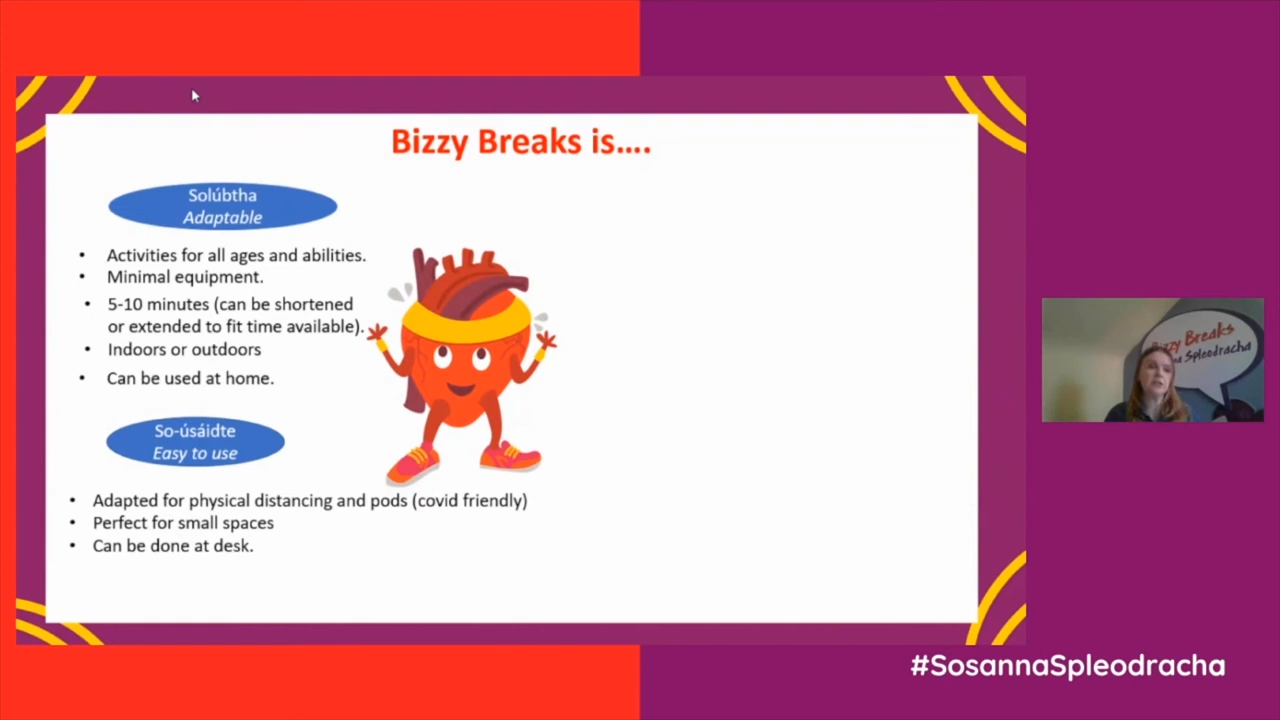 Bizzy Breaks is....
Solúbtha
Adaptable
• Activities for all ages and abilities.
• Minimal equipment.
• 5-10 minutes (can be shortened
or extended to fit time available).
• Indoors or outdoors
• Can be used at home.
So-úsáidte
Easy to use
• Adapted for physical distancing and pods (covid friendly)
• Perfect for small spaces
• Can be done at desk.
Breaks
Spleodracha
#SosannaSpleodracha